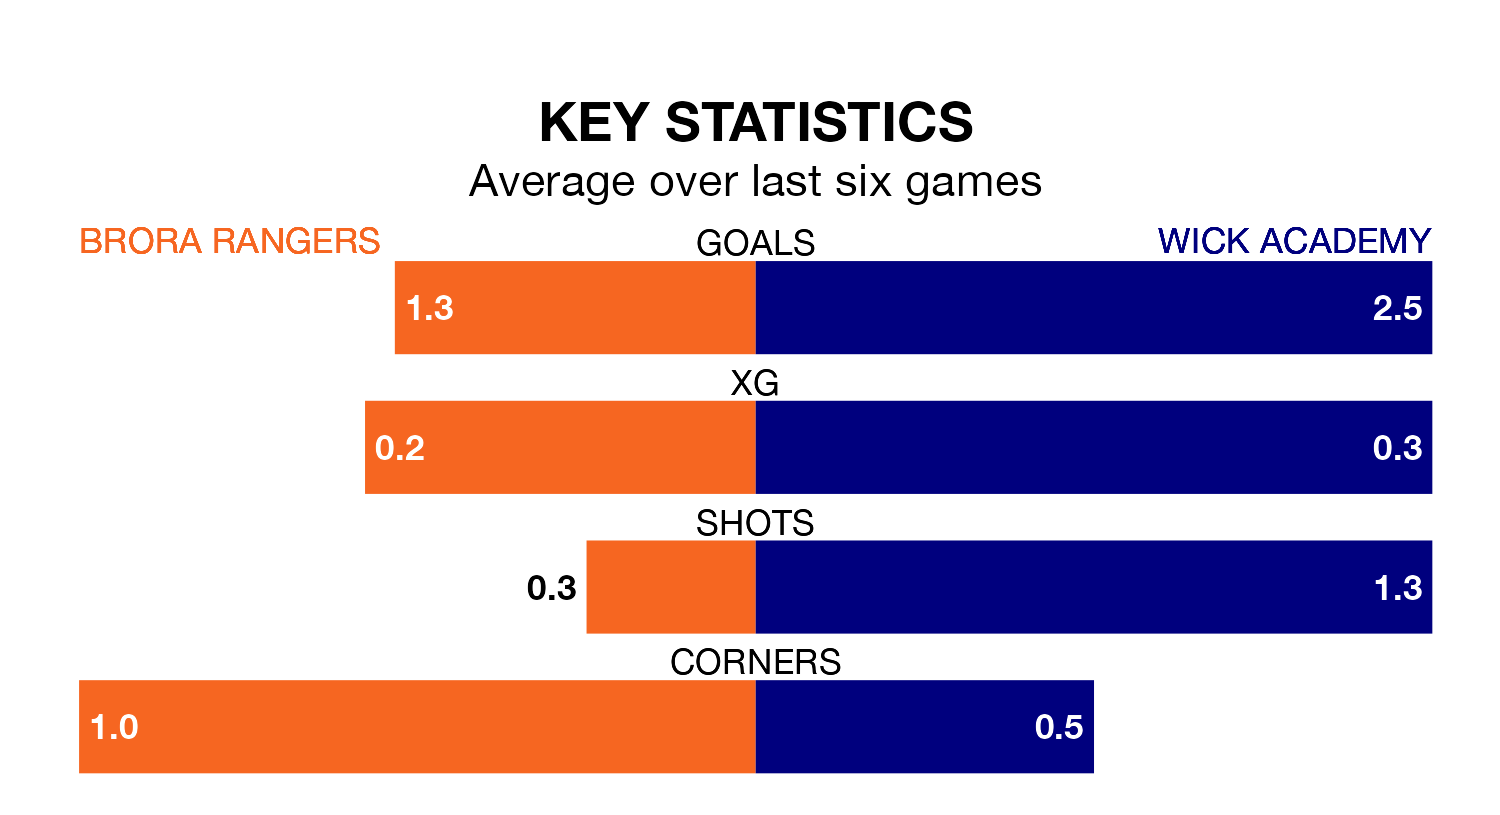 KEY STATISTICS
Average over last six games
BRORA RANGERS
GOALS
WICK ACADEMY
1.3
2.5
XG
0.2
0.3
SHOTS
0.3
1.3
CORNERS
1.0
0.5